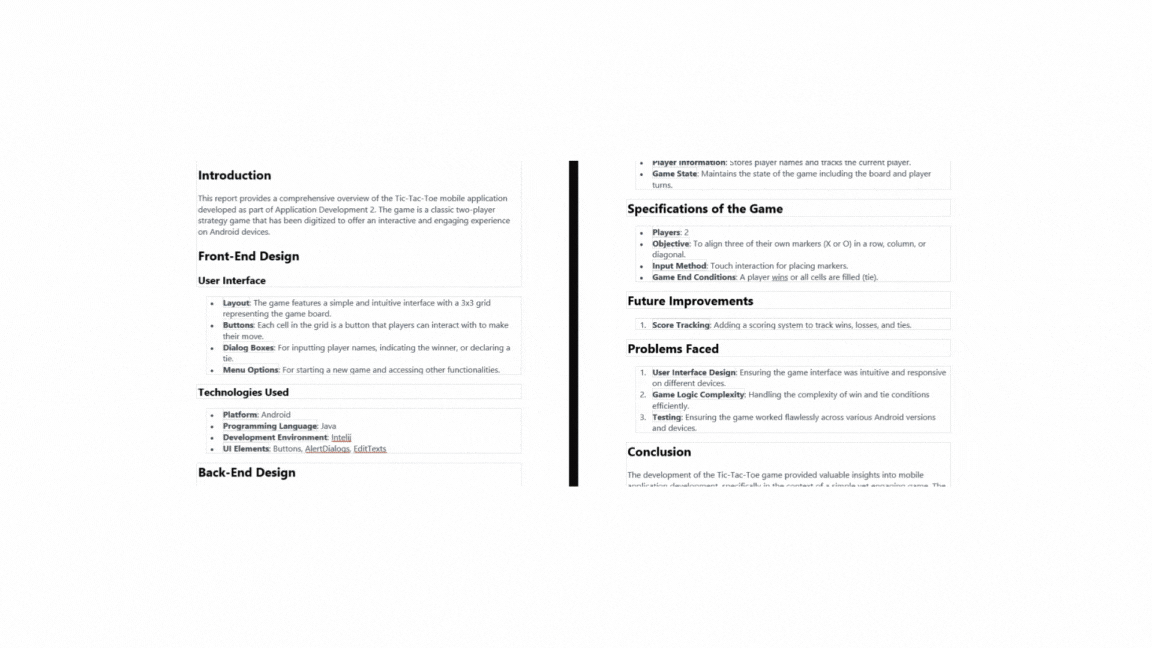 Introduction
This report provides a comprehensive overview of the Tic-Tac-Toe mobile application
developed as part of Application Development 2. The game is a classic two-player
strategy game that has been digitized to offer an interactive and engaging experience
on Android devices.
Front-End Design
User Interface
• Layout: The game features a simple and intuitive interface with a 3x3 grid
representing the game board.
• Buttons: Each cell in the grid is a button that players can interact with to make
their move.
• Dialog Boxes: For inputting player names, indicating the winner, or declaring a
tie.
• Menu Options: For starting a new game and accessing other functionalities.
Technologies Used
• Platform: Android
• Programming Language: Java
• Development Environment: Intelij
• UI Elements: Buttons, AlertDialogs, EditTexts
Back-End Design
• Player Information: Stores player names and tracks the current player.
• Game State: Maintains the state of the game including the board and player
turns.
Specifications of the Game
• Players: 2
• Objective: To align three of their own markers (X or O) in a row, column, or
diagonal.
• Input Method: Touch interaction for placing markers.
• Game End Conditions: A player wins or all cells are filled (tie).
Future Improvements
1. Score Tracking: Adding a scoring system to track wins, losses, and ties.
Problems Faced
1. User Interface Design: Ensuring the game interface was intuitive and responsive
on different devices.
2. Game Logic Complexity: Handling the complexity of win and tie conditions
efficiently.
3. Testing: Ensuring the game worked flawlessly across various Android versions
and devices.
Conclusion
The development of the Tic-Tac-Toe game provided valuable insights into mobile
application development, specifically in the context of a simple yet engaging game. The